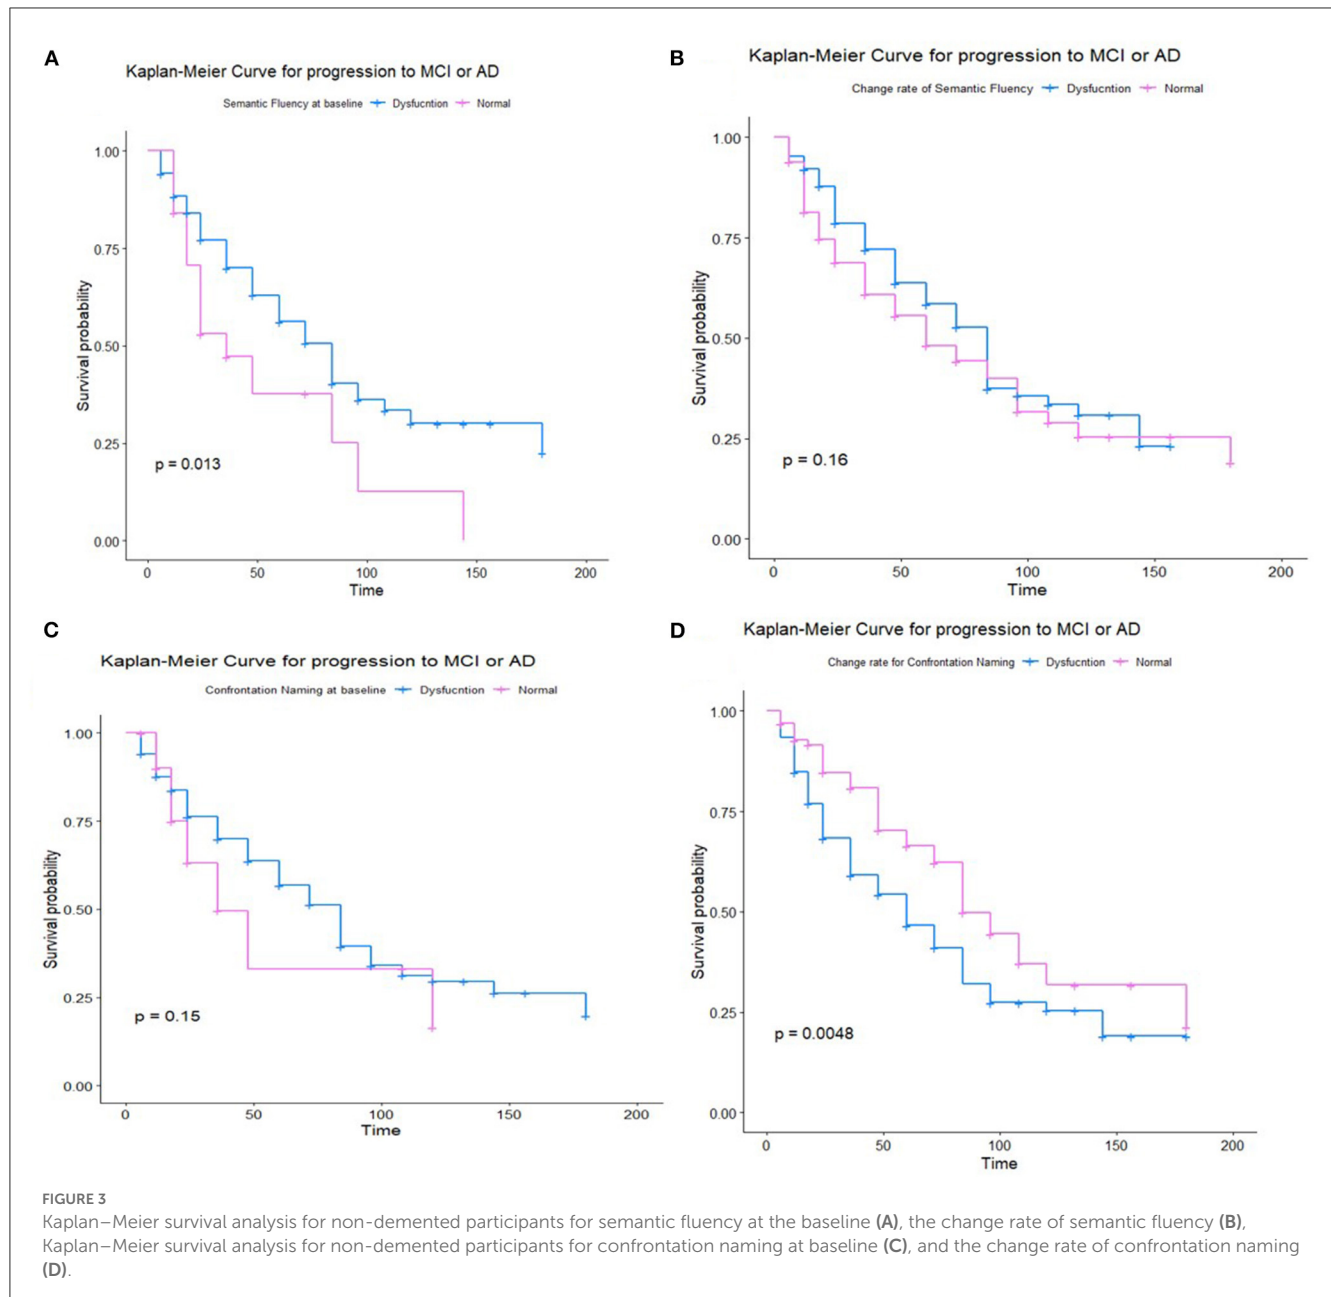 A
Kaplan-Meier Curve for progression to MCI or AD
Semantic Fluency at baseline Dysfucntion Normal
Survival probability
1.00
0.75
0.50
0.25
0.00
p = 0.013
0 50 100 150 200
Time
B
Kaplan-Meier Curve for progression to MCI or AD
Change rate of Semantic Fluency Dysfucntion Normal
Survival probability
1.00
0.75
0.50
0.25
0.00
p = 0.16
0 50 100 150 200
Time
C
Kaplan-Meier Curve for progression to MCI or AD
Confrontation Naming at baseline Dysfucntion Normal
Survival probability
1.00
0.75
0.50
0.25
0.00
p = 0.15
0 50 100 150 200
Time
D
Kaplan-Meier Curve for progression to MCI or AD
Change rate for Confrontation Naming Dysfucntion Normal
Survival probability
1.00
0.75
0.50
0.25
0.00
p = 0.0048
0 50 100 150 200
Time
FIGURE 3
Kaplan–Meier survival analysis for non-demented participants for semantic fluency at the baseline (A), the change rate of semantic fluency (B),
Kaplan–Meier survival analysis for non-demented participants for confrontation naming at baseline (C), and the change rate of confrontation naming
(D).